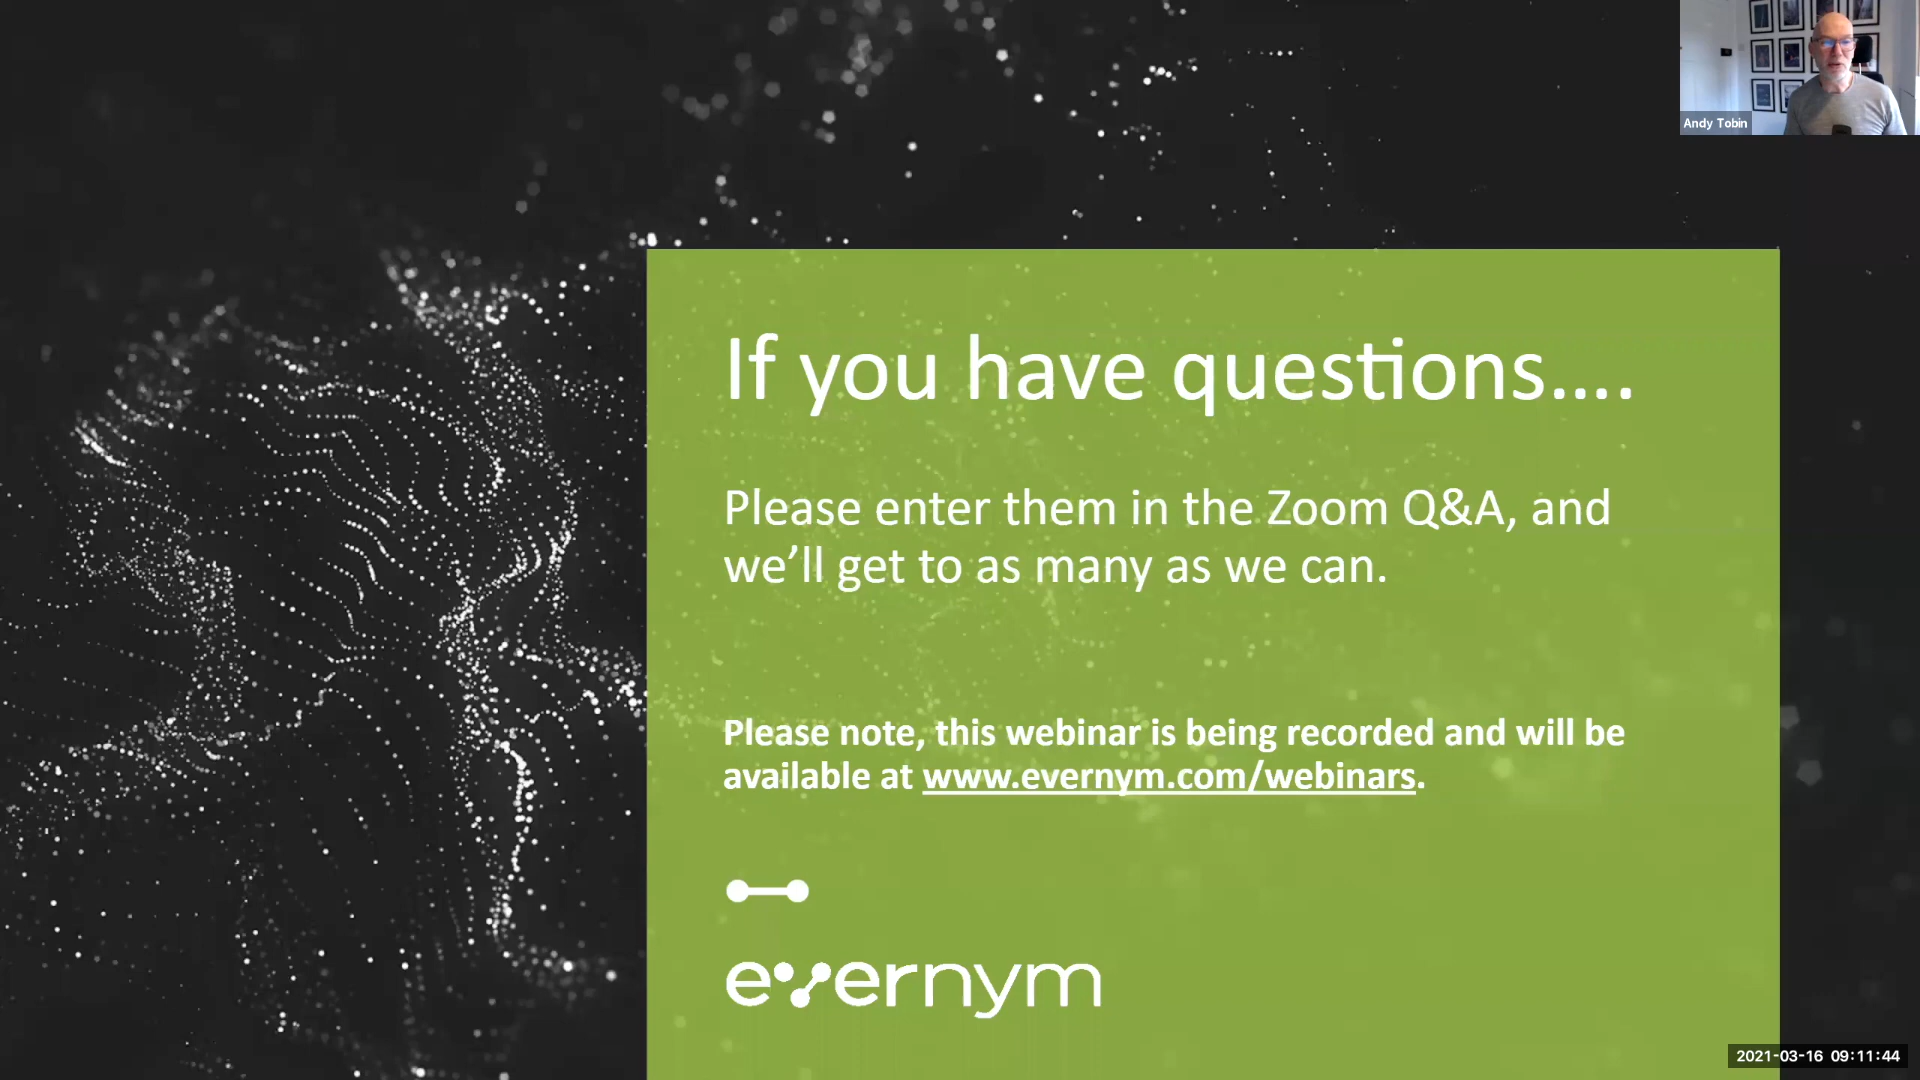 Andy Tobin
If you have questions....
Please enter them in the Zoom Q&A, and
we’ll get to as many as we can.
Please note, this webinar is being recorded and will be
available at www.evernym.com/webinars.
evernym
2021-03-16 09:11:44